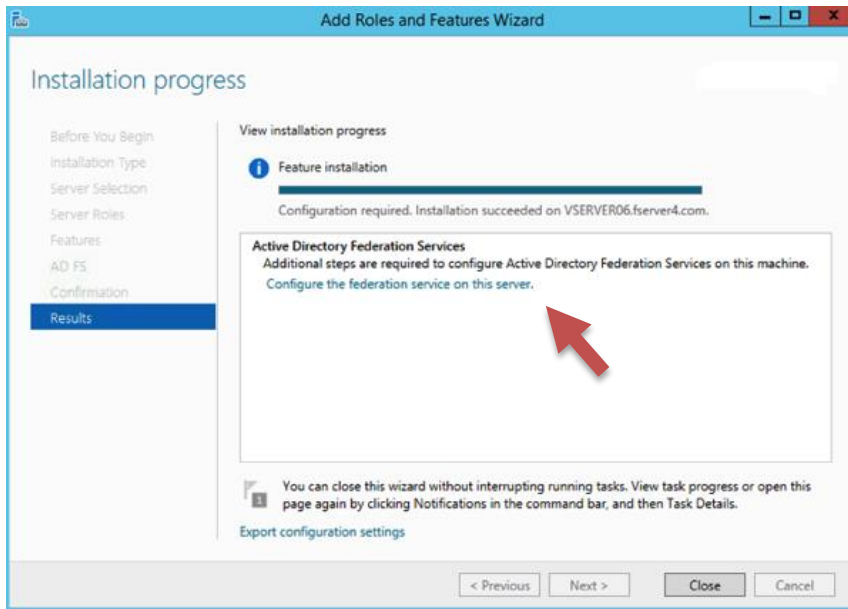 Add Roles and Features Wizard
Installation progress
Before You Begin
Installation Type
Server Selection
Server Roles
Features
AD FS
Confirmation
Results
View installation progress
Feature installation
Configuration required. Installation succeeded on VSERVER06.fserver4.com.
Active Directory Federation Services
Additional steps are required to configure Active Directory Federation Services on this machine.
Configure the federation service on this server.
1
You can close this wizard without interrupting running tasks. View task progress or open this
page again by clicking Notifications in the command bar, and then Task Details.
Export configuration settings
< Previous
Next >
Close
Cancel